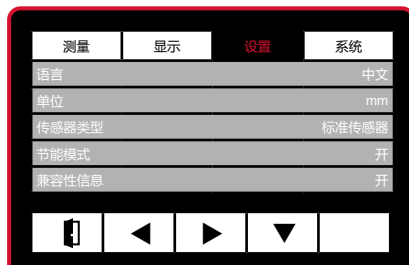 测量 显示 设置 系统
语言 中文
单位 mm
传感器类型 标准传感器
节能模式 开
兼容性信息 开